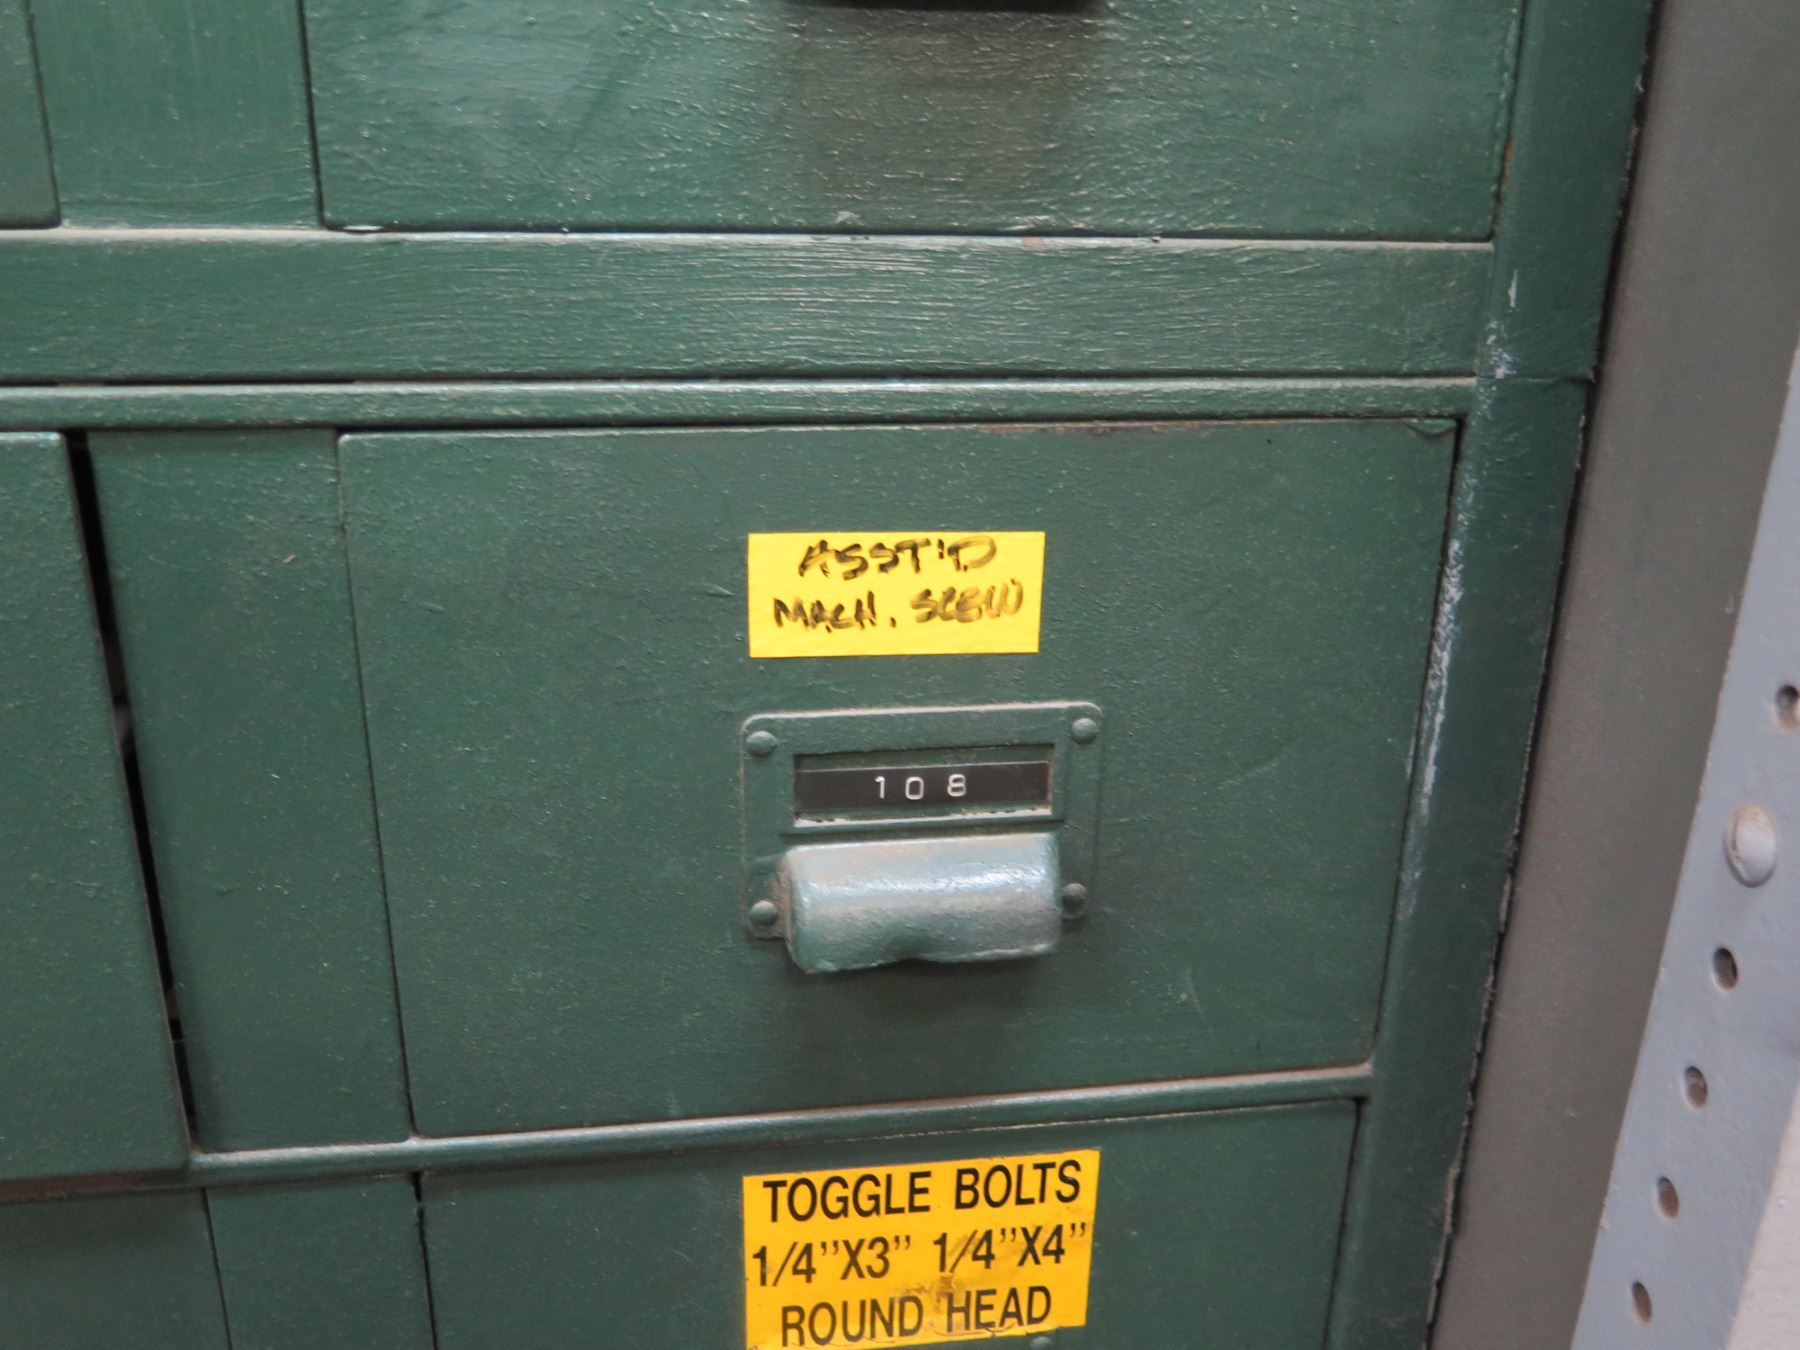 ASST'D
MACH. SCEW
108
TOGGLE BOLTS
1/4"X3" 1/4"X4"
ROUND HEAD